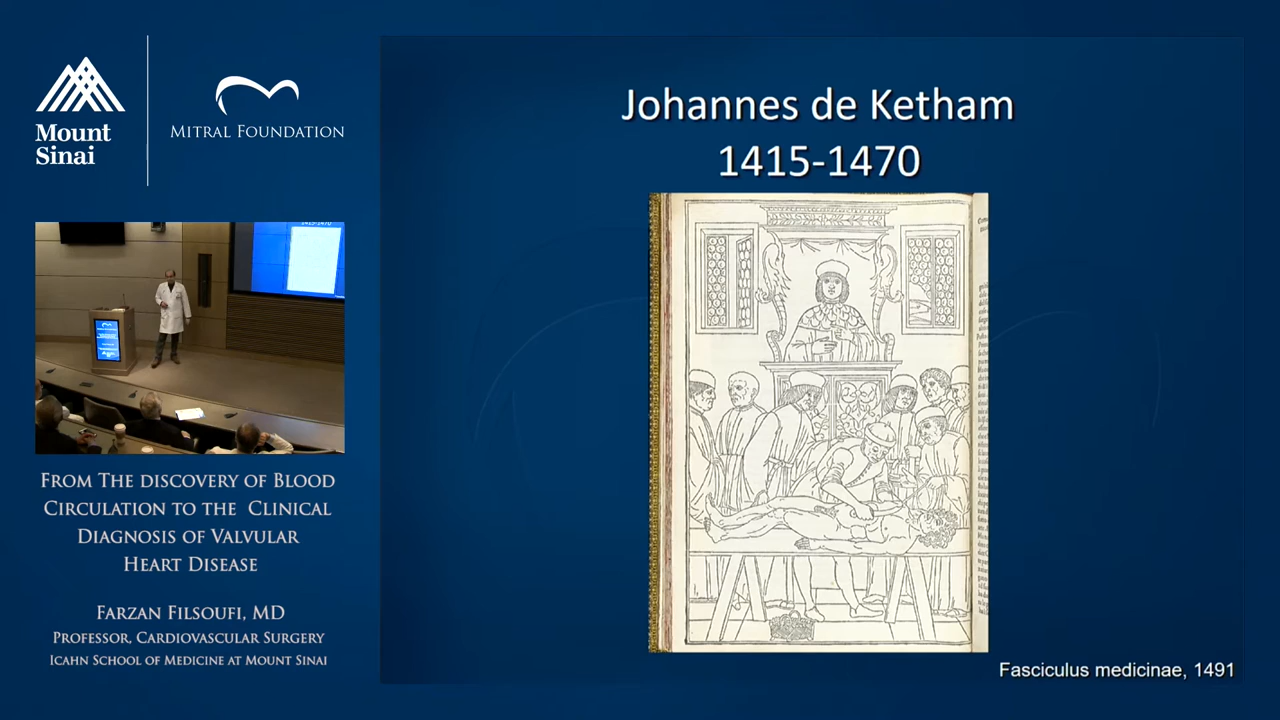 Mount
Sinai
MITRAL FOUNDATION
FROM THE DISCOVERY OF BLOOD
CIRCULATION TO THE CLINICAL
DIAGNOSIS OF VALVULAR
HEART DISEASE
FARZAN FILSOUFI, MD
PROFESSOR, CARDIOVASCULAR SURGERY
ICAHN SCHOOL OF MEDICINE AT MOUNT SINAI
Johannes de Ketham
1415-1470
Fasciculus medicinae, 1491